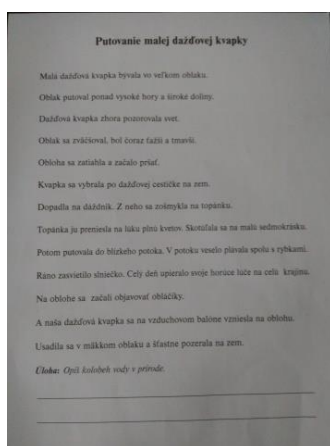 Putovanie malej dažďovej kvapky
Malá dažďová kvapka bývala vo veľkom oblaku.
Oblak putoval ponad vysoké hory a široké doliny.
Dažďová kvapka zhora pozorovala svet.
Oblak sa zväčšoval, bol čoraz ťažší a tmavší.
Obloha sa zatiahla a začalo pršať.
Kvapka sa vybrala po dažďovej cestičke na zem.
Dopadla na dáždnik. Z neho sa zošmykla na topánku.
Topánka ju preniesla na lúku plnú kvetov. Skotúľala sa na malú sedmokrásku.
Potom putovala do blízkeho potoka. V potoku veselo plávala spolu s rybkami.
Ráno zasvietilo slniečko. Celý deň upieralo svoje horúce lúče na celú krajinu.
Na oblohe sa začali objavovať obláčiky.
A naša dažďová kvapka sa na vzduchovom balóne vzniesla na oblohu.
Usadila sa v mäkkom oblaku a šťastne pozerala na zem.
Úloha: Opíš kolobeh vody v prírode.